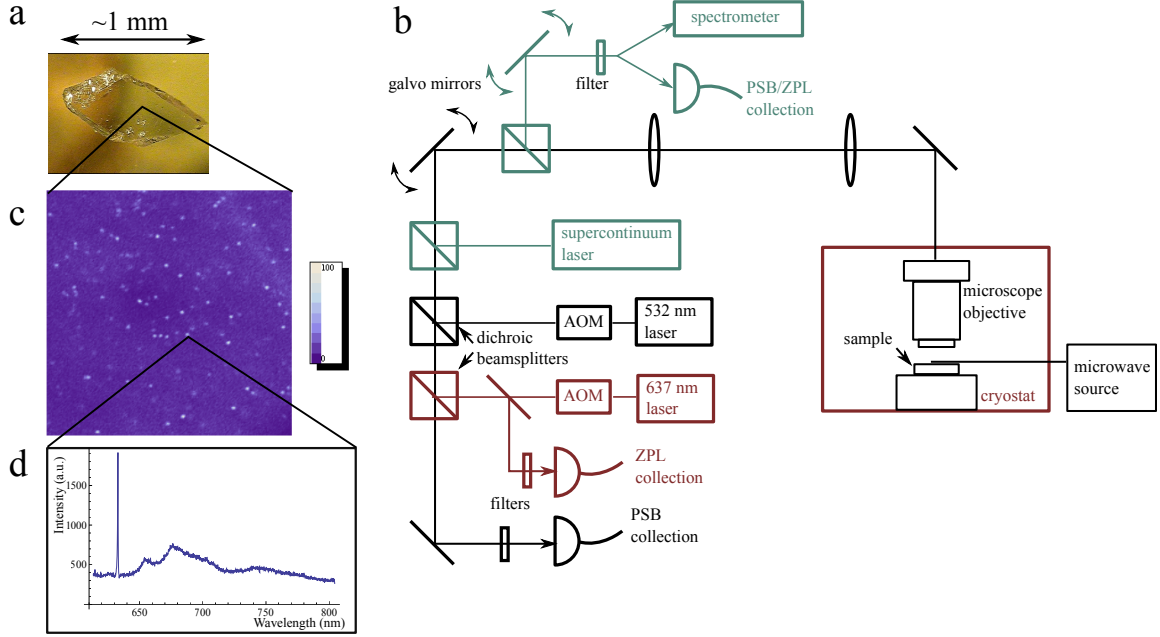 a
~1 mm
b
spectrometer
galvo mirrors
filter
PSB/ZPL
collection
c
100
0
supercontinuum
laser
AOM
532 nm
laser
dichroic
beamsplitters
AOM
637 nm
laser
microscope
objective
sample
cryostat
microwave
source
ZPL
collection
filters
PSB
collection
d
Intensity (a.u.)
1500
1000
500
650
700
750
800
Wavelength (nm)